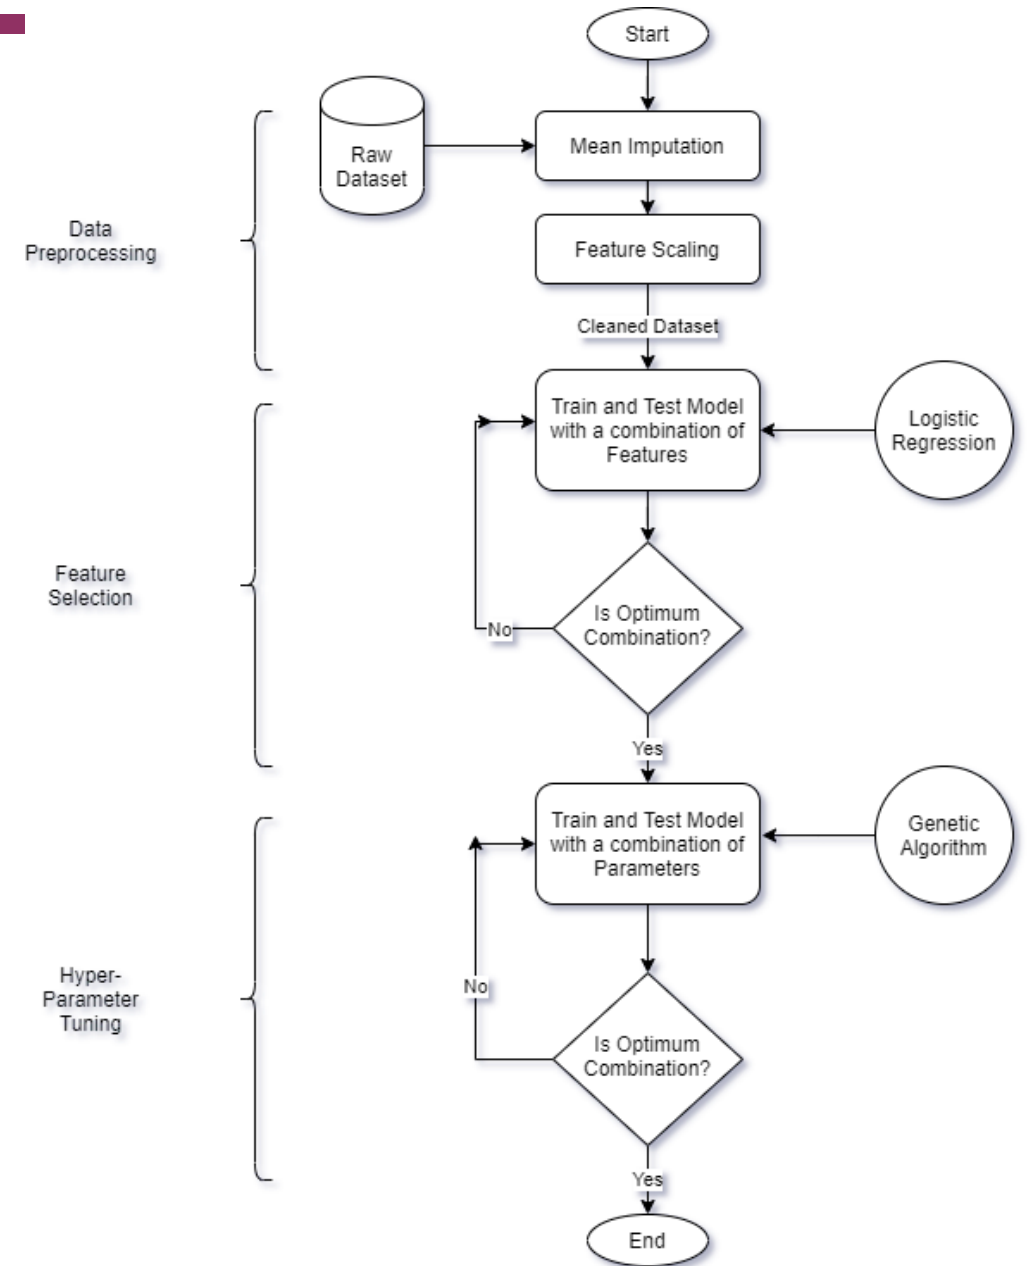 Start
Raw
Dataset
Mean Imputation
Data
Preprocessing
Feature Scaling
Cleaned Dataset
Train and Test Model
with a combination of
Features
Logistic
Regression
Feature
Selection
Is Optimum
Combination?
No
Yes
Train and Test Model
with a combination of
Parameters
Genetic
Algorithm
Hyper-
Parameter
Tuning
No
Is Optimum
Combination?
Yes
End